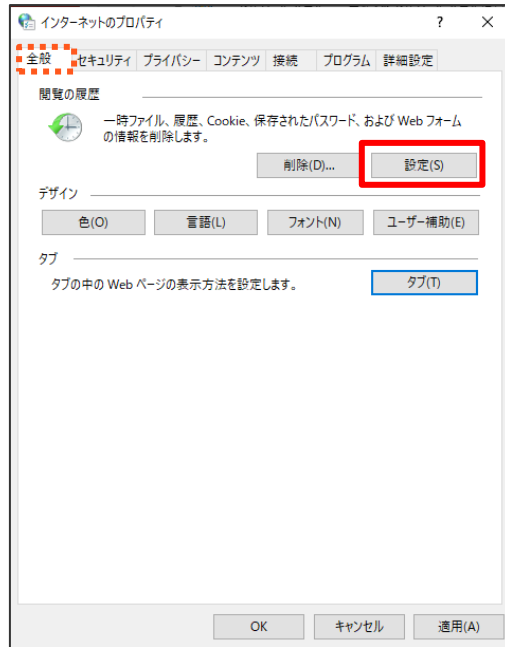 インターネットのプロパティ ? ×
全般 セキュリティ プライバシー コンテンツ 接続 プログラム 詳細設定
閲覧の履歴
一時ファイル、履歴、Cookie、保存されたパスワード、および Web フォーム
の情報を削除します。
削除(D)... 設定(S)
デザイン
色(O) 言語(L) フォント(N) ユーザー補助(E)
タブ
タブの中の Web ページの表示方法を設定します。 タブ(T)
OK キャンセル 適用(A)